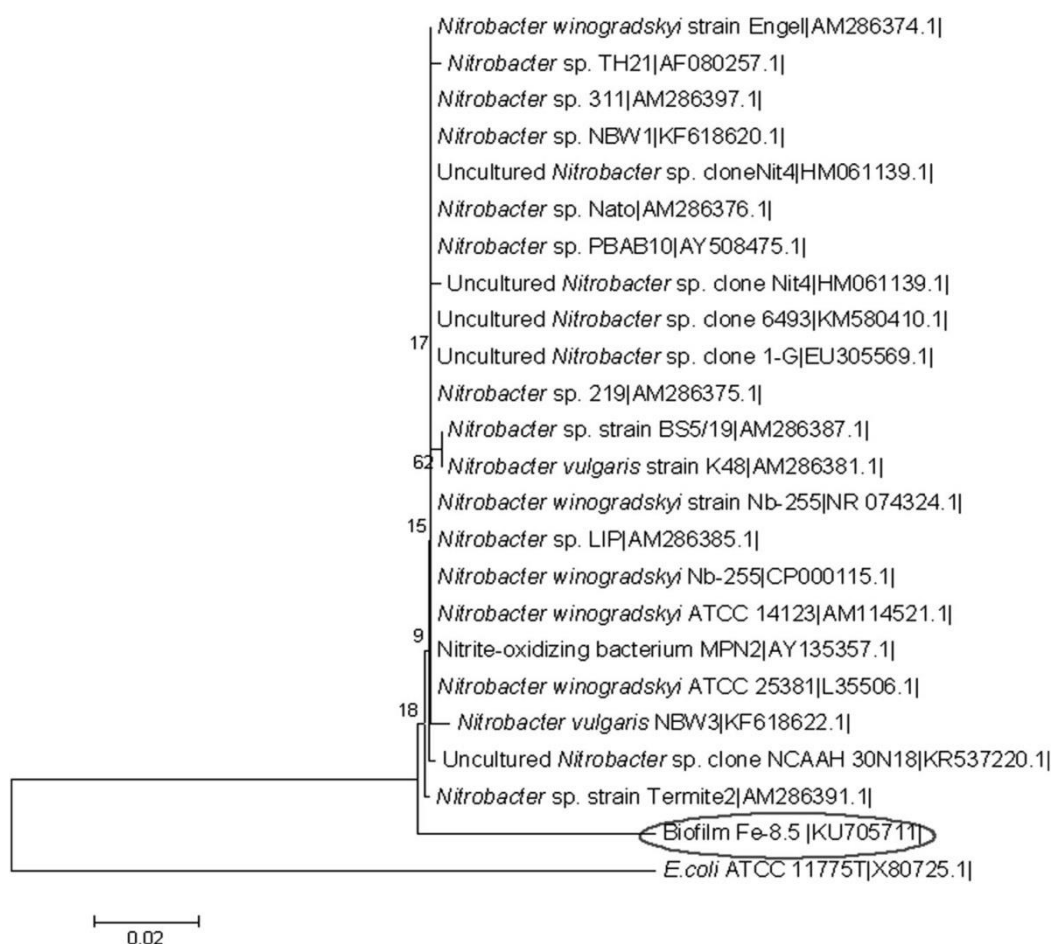 Nitrobacter winogradskyi strain Engel|AM286374.1|
Nitrobacter sp. TH21|AF080257.1|
Nitrobacter sp. 311|AM286397.1|
Nitrobacter sp. NBW1|KF618620.1|
Uncultured Nitrobacter sp. cloneNit4|HM061139.1|
Nitrobacter sp. Nato|AM286376.1|
Nitrobacter sp. PBAB10|AY508475.1|
Uncultured Nitrobacter sp. clone Nit4|HM061139.1|
Uncultured Nitrobacter sp. clone 6493|KM580410.1|
17
Uncultured Nitrobacter sp. clone 1-G|EU305569.1|
Nitrobacter sp. 219|AM286375.1|
Nitrobacter sp. strain BS5/19|AM286387.1|
62
Nitrobacter vulgaris strain K48|AM286381.1|
Nitrobacter winogradskyi strain Nb-255|NR 074324.1|
15
Nitrobacter sp. LIP|AM286385.1|
Nitrobacter winogradskyi Nb-255|CP000115.1|
Nitrobacter winogradskyi ATCC 14123|AM114521.1|
9
Nitrite-oxidizing bacterium MPN2|AY135357.1|
Nitrobacter winogradskyi ATCC 25381|L35506.1|
18
Nitrobacter vulgaris NBW3|KF618622.1|
Uncultured Nitrobacter sp. clone NCAAH 30N18|KR537220.1|
Nitrobacter sp. strain Termite2|AM286391.1|
Biofilm Fe-8.5 |KU705711|
E.coli ATCC 11775T|X80725.1|
0.02